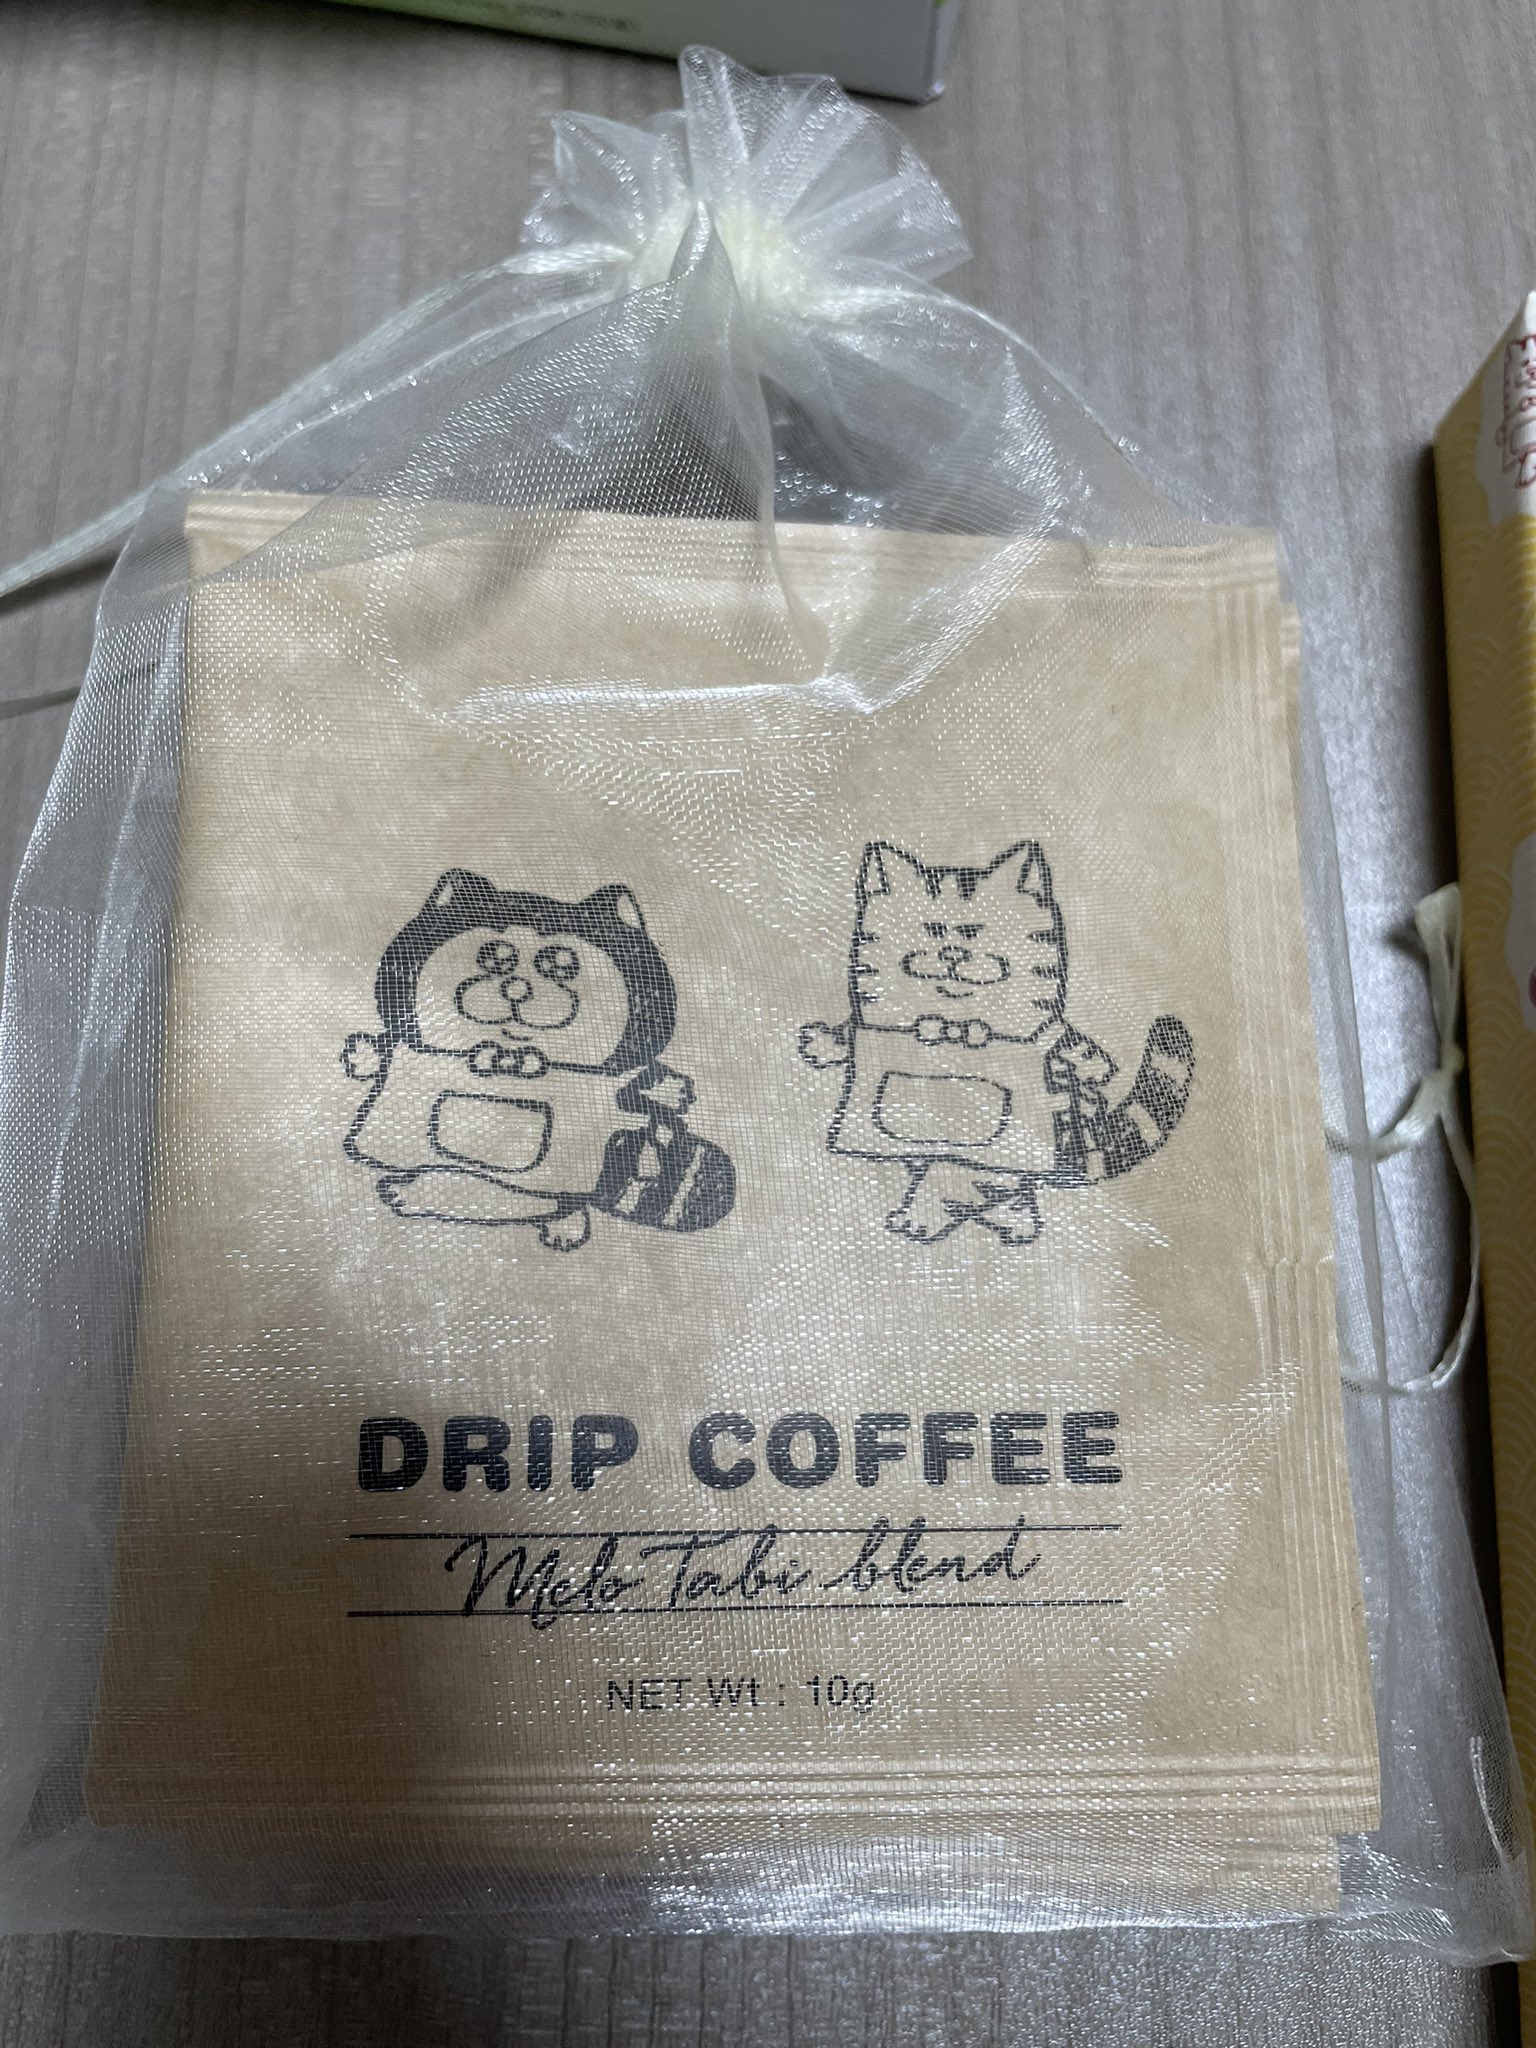 DRIP COFFEE
Melo Tabi blend
NET Wt : 10g